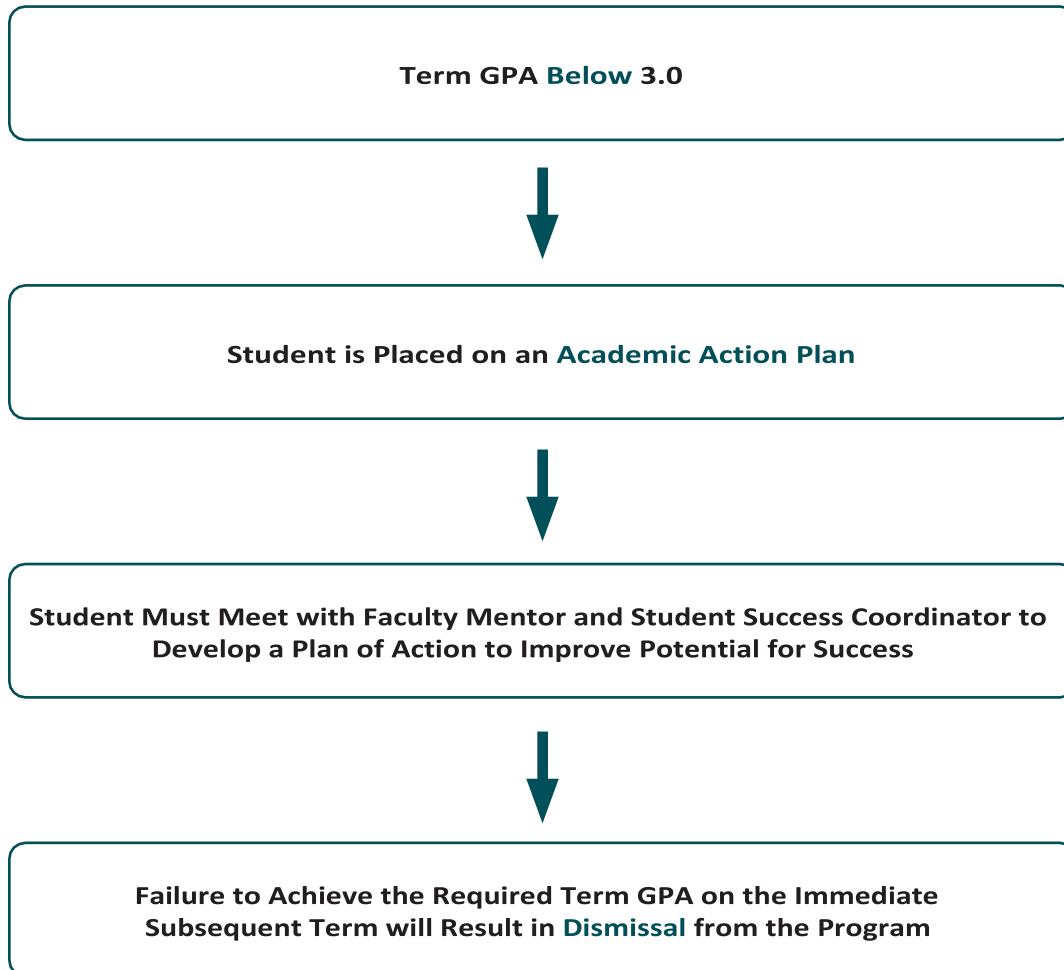 Term GPA Below 3.0
Student is Placed on an Academic Action Plan
Student Must Meet with Faculty Mentor and Student Success Coordinator to
Develop a Plan of Action to Improve Potential for Success
Failure to Achieve the Required Term GPA on the Immediate
Subsequent Term will Result in Dismissal from the Program